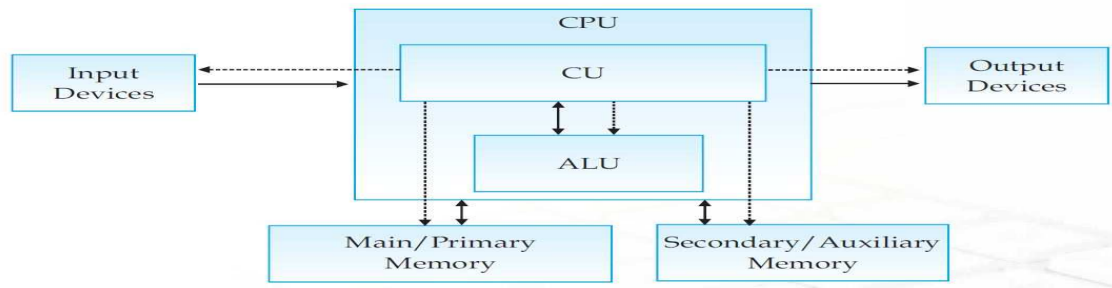 CPU
Input
Devices
CU
Output
Devices
ALU
Main/Primary
Memory
Secondary/Auxiliary
Memory